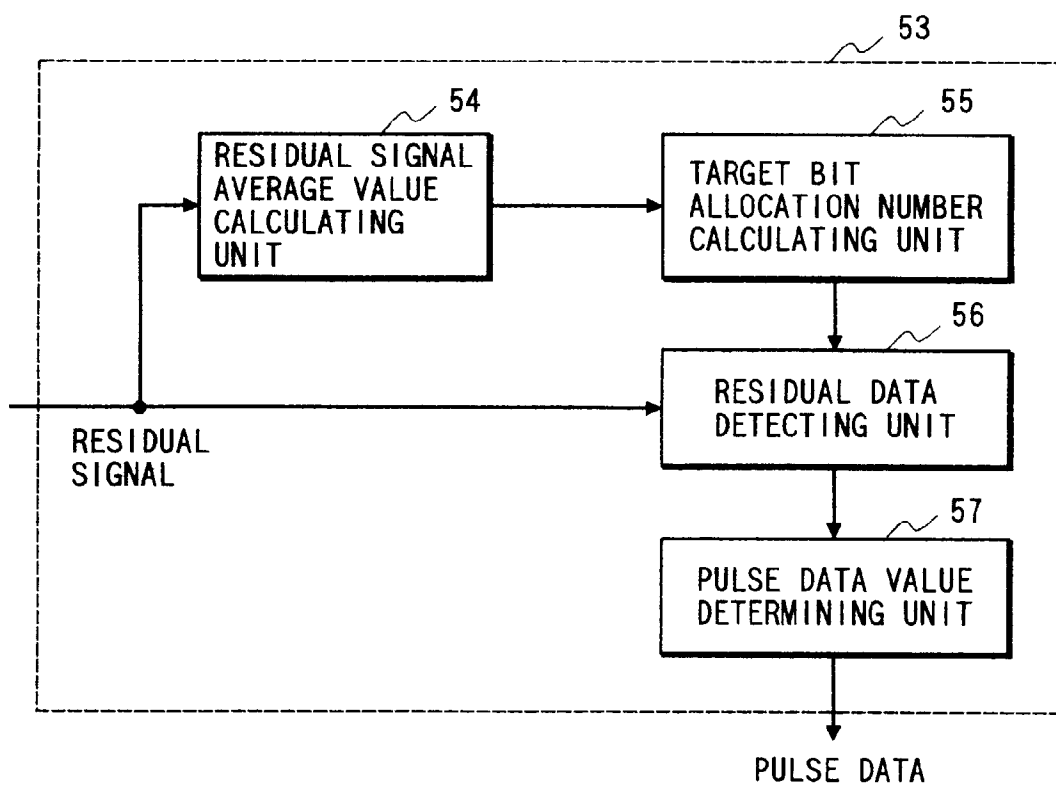 53
54
RESIDUAL SIGNAL
AVERAGE VALUE
CALCULATING
UNIT
55
TARGET BIT
ALLOCATION NUMBER
CALCULATING UNIT
56
RESIDUAL DATA
DETECTING UNIT
RESIDUAL
SIGNAL
57
PULSE DATA VALUE
DETERMINING UNIT
PULSE DATA